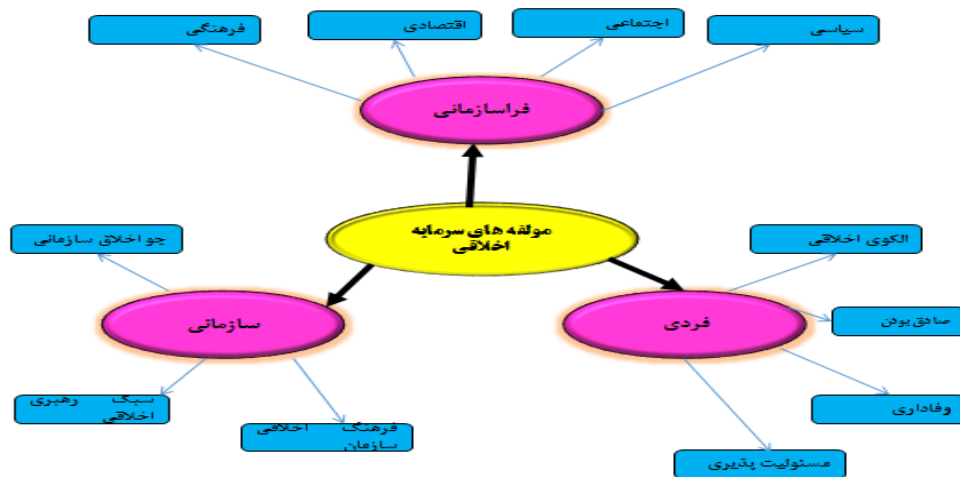 سیاسی
اجتماعی
اقتصادی
فرهنگی
فراسازمانی
مولفه های سرمایه
اخلاقی
الکوی اخلاقی
جو اخلاق سازمانی
فردی
سازمانی
صادق بودن
وفاداری
سبک رهبری
اخلاقی
فرهنگ اخلاقی
سازمان
مسئولیت پذیری